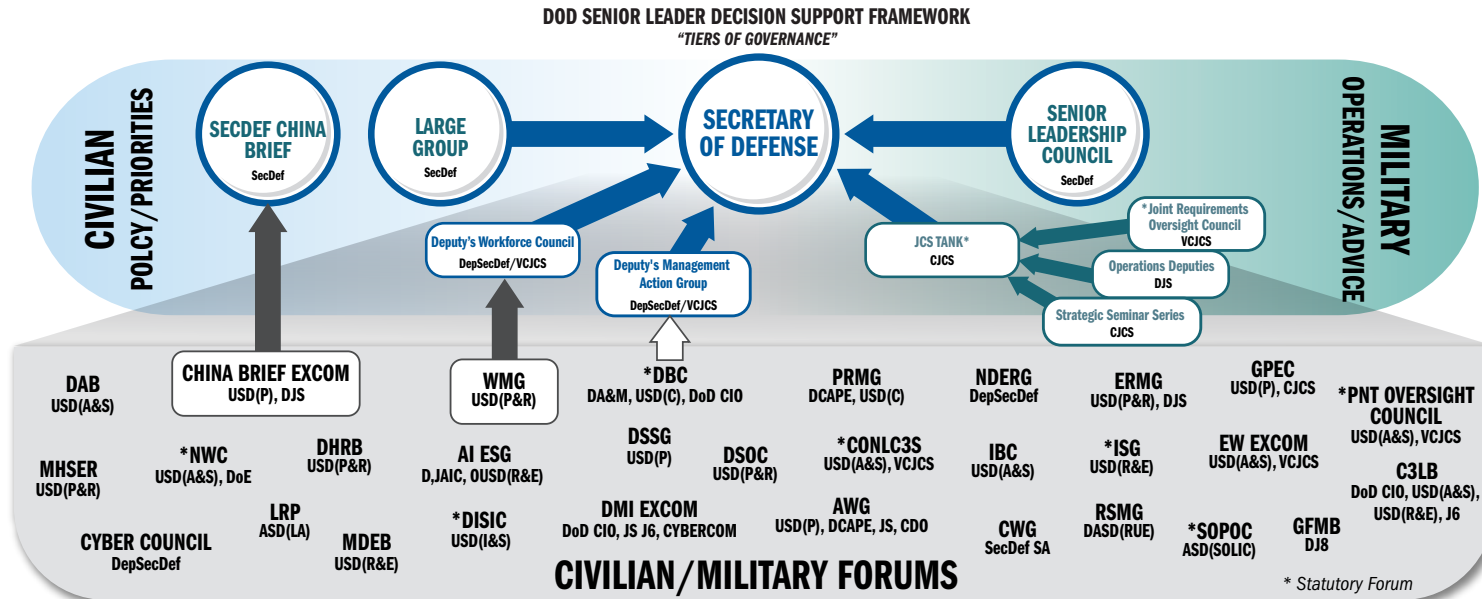 DOD SENIOR LEADER DECISION SUPPORT FRAMEWORK
"TIERS OF GOVERNANCE"
CIVILIAN
POLCY/PRIORITIES
SECDEF CHINA
BRIEF
SecDef
LARGE
GROUP
SecDef
SECRETARY
OF DEFENSE
SENIOR
LEADERSHIP
COUNCIL
SecDef
MILITARY
OPERATIONS/ADVICE
Deputy's Workforce Council
DepSecDef/VCJCS
Deputy's Management
Action Group
DepSecDef/VCJCS
JCS TANK*
CJCS
*Joint Requirements
Oversight Council
VCJCS
Operations Deputies
DJS
Strategic Seminar Series
CJCS
DAB
USD(A&S)
CHINA BRIEF EXCOM
USD(P), DJS
WMG
USD(P&R)
*DBC
DA&M, USD(C), DoD CIO
PRMG
DCAPE, USD(C)
NDERG
DepSecDef
ERMG
USD(P&R), DJS
GPEC
USD(P), CJCS
*PNT OVERSIGHT
COUNCIL
USD(A&S), VCJCS
MHSER
USD(P&R)
*NWC
USD(A&S), DoE
DHRB
USD(P&R)
AI ESG
D,JAIC, OUSD(R&E)
DSSG
USD(P)
DSOC
USD(P&R)
*CONLC3S
USD(A&S), VCJCS
IBC
USD(A&S)
*ISG
USD(R&E)
EW EXCOM
USD(A&S), VCJCS
C3LB
DoD CIO, USD(A&S),
USD(R&E), J6
CYBER COUNCIL
DepSecDef
LRP
ASD(LA)
MDEB
USD(R&E)
*DISIC
USD(I&S)
DMI EXCOM
DoD CIO, JS J6, CYBERCOM
AWG
USD(P), DCAPE, JS, CDO
CWG
SecDef SA
RSMG
DASD(RUE)
*SOPOC
ASD(SOLIC)
GFMB
DJ8
CIVILIAN/MILITARY FORUMS
* Statutory Forum